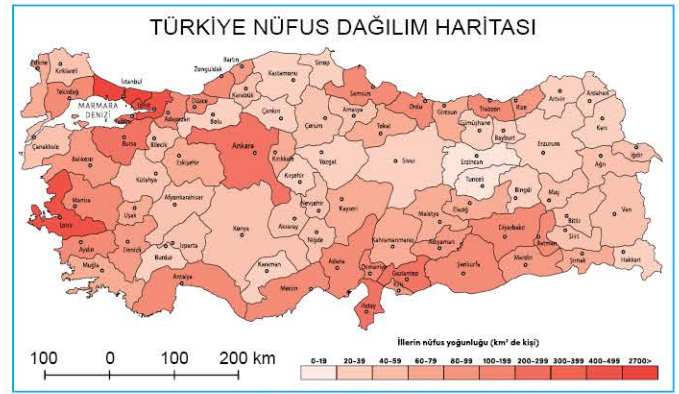 TÜRKİYE NÜFUS DAĞILIM HARİTASI
Edirne
Kırklareli
Tekirdağ
İstanbul
MARMARA
DENİZİ
Zonguldak
Bartın
Kastamonu
Sinop
Karabük
Düzce
Bolu
Çankırı
Samsun
Ordu
Giresun
Trabzon
Rize
Artvin
Ardahan
Kars
Çorum
Amasya
Tokat
Gümüşhane
Bayburt
Erzurum
Iğdır
Ağrı
Çanakkale
Bursa
Bilecik
Balıkesir
Eskişehir
Ankara
Kırıkkale
Yozgat
Sivas
Erzincan
Tunceli
Kütahya
Kırşehir
Manisa
Afyonkarahisar
Uşak
İzmir
Nevşehir
Kayseri
Malatya
Elazığ
Bingöl
Muş
Bitlis
Van
Konya
Aksaray
Niğde
Kahramanmaraş
Adıyaman
Diyarbakır
Batman
Siirt
Aydın
Denizli
Isparta
Burdur
Muğla
Antalya
Karaman
Mersin
Adana
Osmaniye
Gaziantep
Kilis
Şanlıurfa
Mardin
Şırnak
Hakkari
Hatay
İllerin nüfus yoğunluğu (km² de kişi)
100 0 100 200 km
0-19 20-39 40-59 60-79 80-99 100-199 200-299 300-399 400-499 2700>